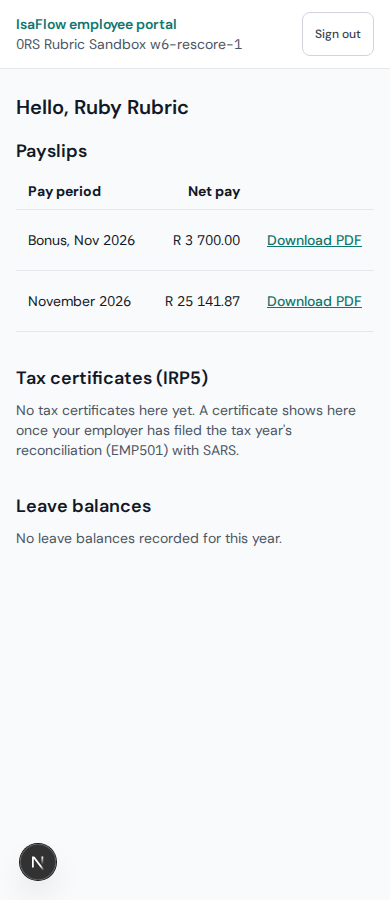 IsaFlow employee portal
0RS Rubric Sandbox w6-rescore-1
Sign out
Hello, Ruby Rubric
Payslips
Pay period Net pay
Bonus, Nov 2026 R 3 700.00 Download PDF
November 2026 R 25 141.87 Download PDF
Tax certificates (IRP5)
No tax certificates here yet. A certificate shows here
once your employer has filed the tax year's
reconciliation (EMP501) with SARS.
Leave balances
No leave balances recorded for this year.
N